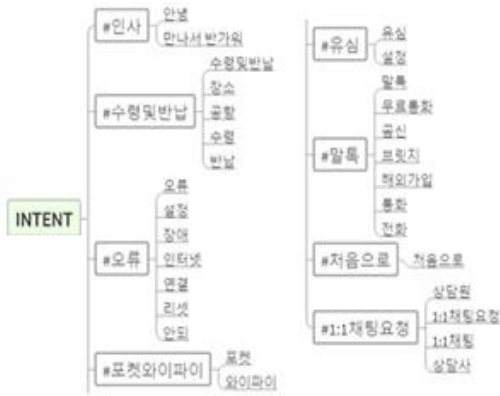 INTENT
#인사
안녕
만나서 반가워
#수령및반납
수령및반납
장소
공항
수령
반납
#오류
오류
설정
장애
인터넷
연결
리셋
안되
#포켓와이파이
포켓
와이파이
#유심
유심
설정
#말톡
말톡
무료통화
곰신
브릿지
해외가입
통화
전화
#처음으로
처음으로
#1:1채팅요청
상담원
1:1채팅요청
1:1채팅
상담사